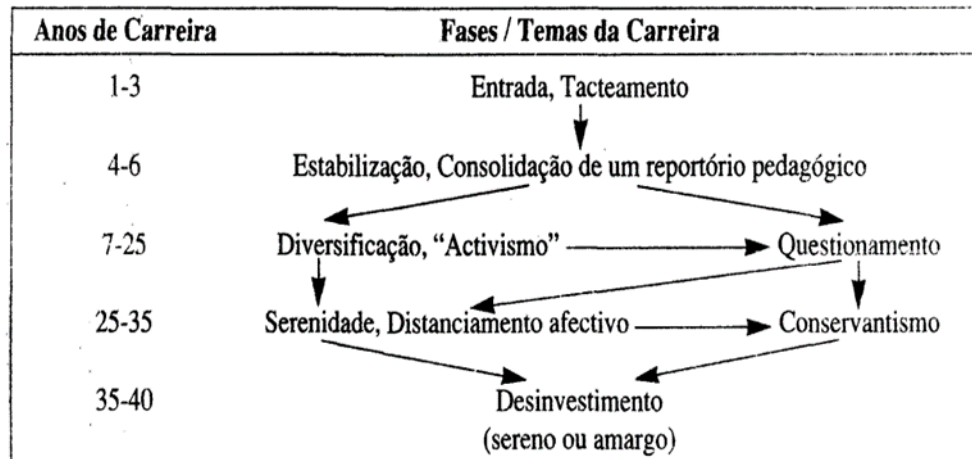 Anos de Carreira Fases / Temas da Carreira
1-3 Entrada, Tacteamento
4-6 Estabilização, Consolidação de um reportório pedagógico
7-25 Diversificação, “Activismo” Questionamento
25-35 Serenidade, Distanciamento afectivo Conservantismo
35-40 Desinvestimento
(sereno ou amargo)